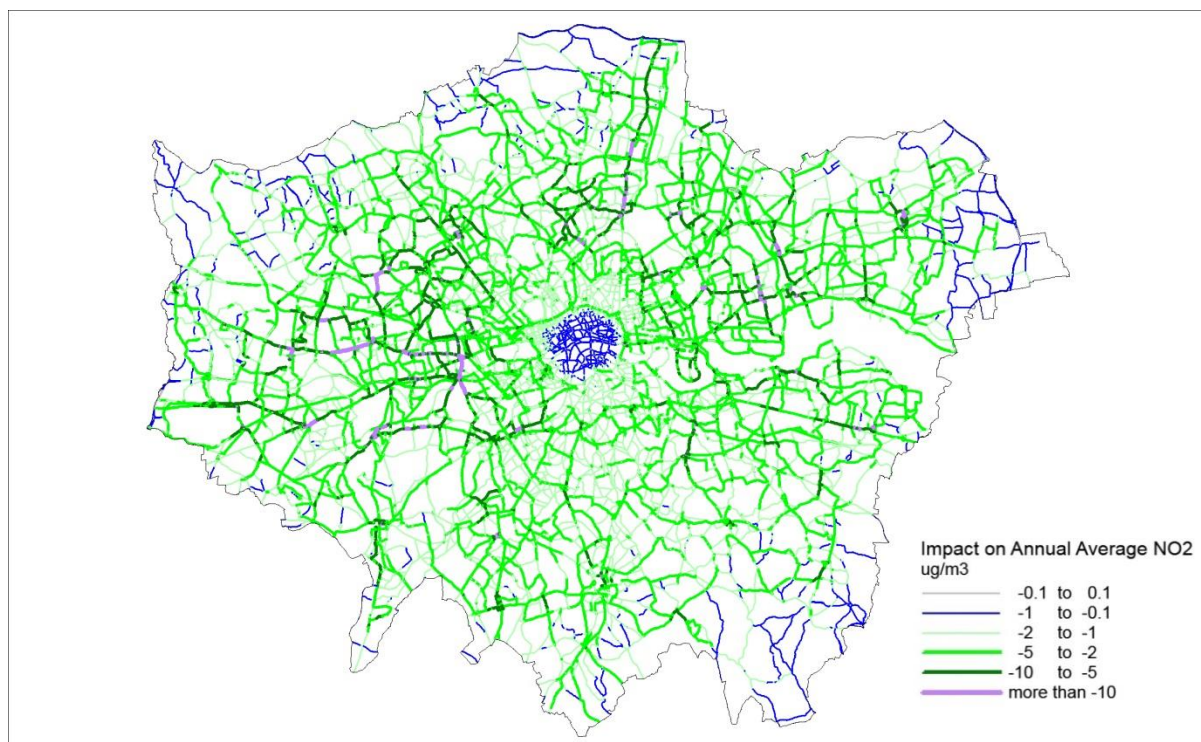 Impact on Annual Average NO2
ug/m3
-0.1 to 0.1
-1 to -0.1
-2 to -1
-5 to -2
-10 to -5
more than -10